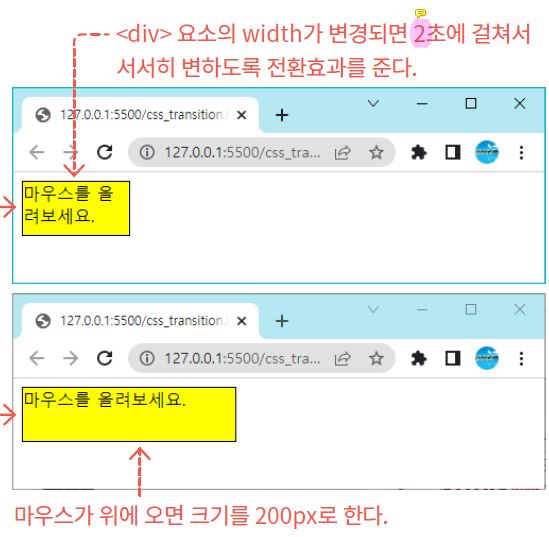 <div> 요소의 width가 변경되면 2초에 걸쳐서
서서히 변하도록 전환효과를 준다.
127.0.0.1:5500/css_transition.
127.0.0.1:5500/css_tra...
마우스를 올
려보세요.
127.0.0.1:5500/css_transition.
127.0.0.1:5500/css_tra...
마우스를 올려보세요.
마우스가 위에 오면 크기를 200px로 한다.